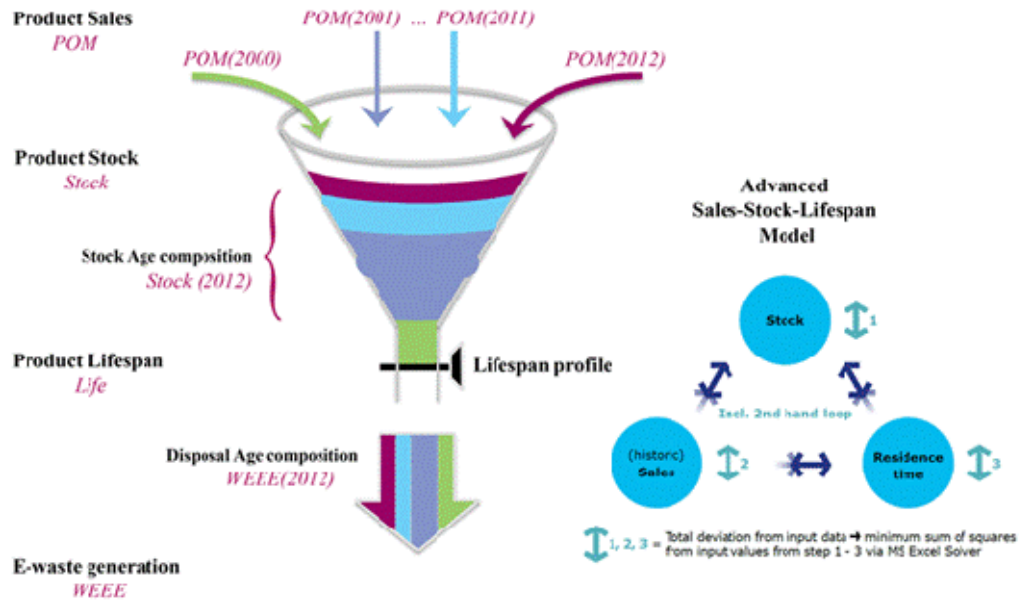 Product Sales
POM
POM(2001) ... POM(2011)
POM(2000)
POM(2012)
Product Stock
Stock
Stock Age composition
Stock (2012)
Product Lifespan
Life
Lifespan profile
Disposal Age composition
WEEE(2012)
E-waste generation
WEEE
Advanced
Sales-Stock-Lifespan
Model
Stock
1
Incl. 2nd hand loop
(historic)
Sales
2
Residence
time
3
1, 2, 3 = Total deviation from input data ➔ minimum sum of squares
from input values from step 1 - 3 via MS Excel Solver